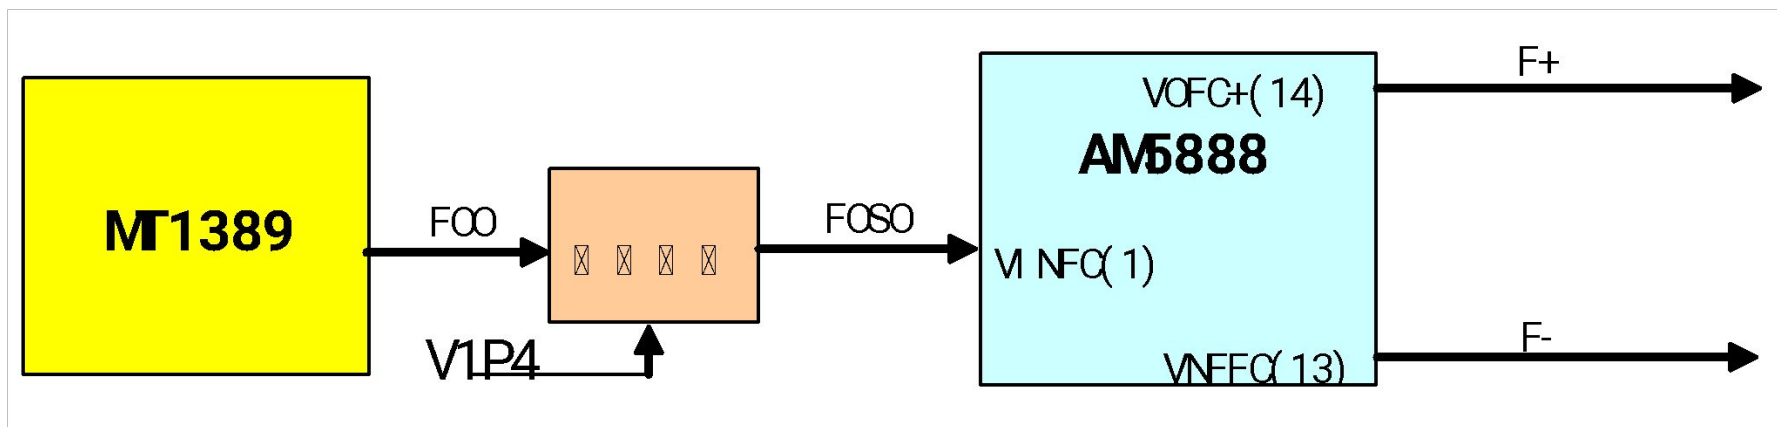 MT1389
FOO
V1P4
FOSO
VOFC+(14)
AM5888
VINFC(1)
VNFFC(13)
F+
F-